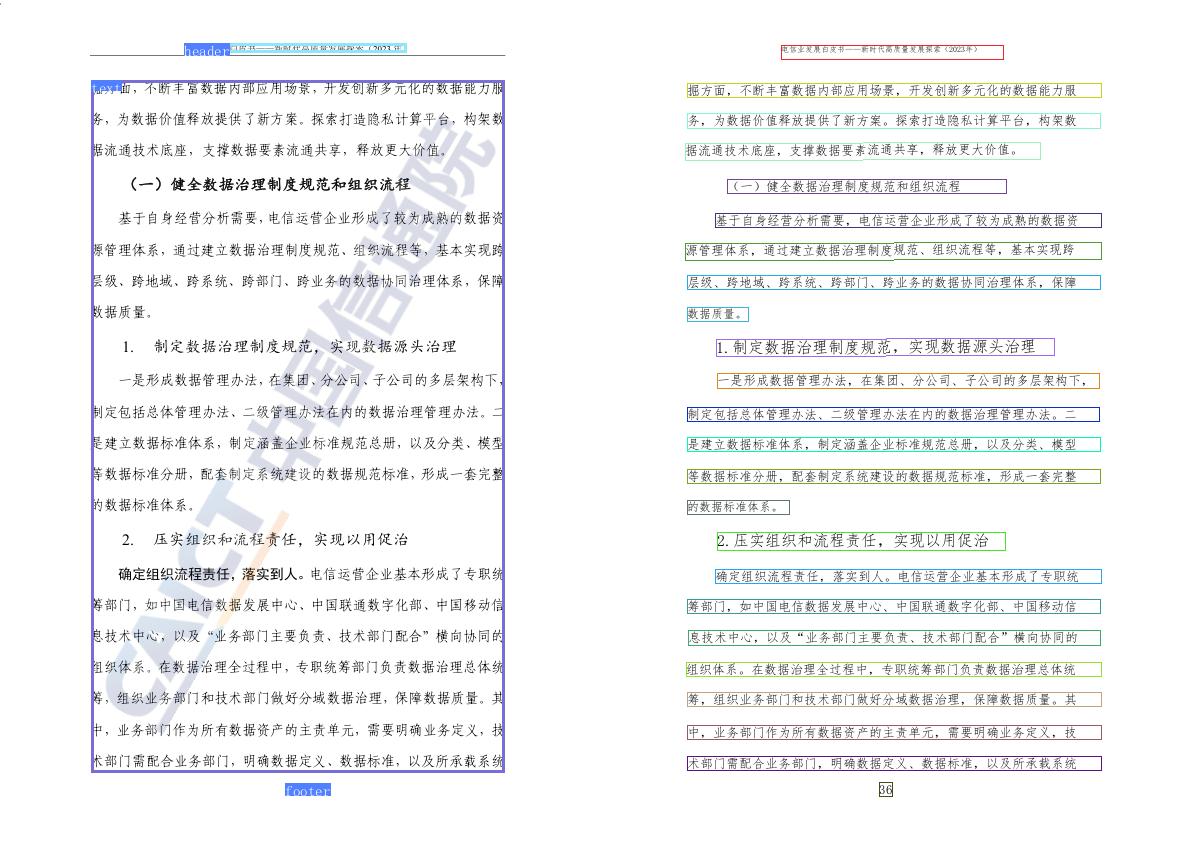 header
皮书——新时代高质量发展探索（2023 年
text
方面，不断丰富数据内部应用场景，开发创新多元化的数据能力服
务，为数据价值释放提供了新方案。探索打造隐私计算平台，构架数
据流通技术底座，支撑数据要素流通共享，释放更大价值。
（一）健全数据治理制度规范和组织流程
基于自身经营分析需要，电信运营企业形成了较为成熟的数据资
源管理体系，通过建立数据治理制度规范、组织流程等，基本实现跨
层级、跨地域、跨系统、跨部门、跨业务的数据协同治理体系，保障
数据质量。
1. 制定数据治理制度规范，实现数据源头治理
一是形成数据管理办法，在集团、分公司、子公司的多层架构下，
制定包括总体管理办法、二级管理办法在内的数据治理管理办法。二
是建立数据标准体系，制定涵盖企业标准规范总册，以及分类、模型
等数据标准分册，配套制定系统建设的数据规范标准，形成一套完整
的数据标准体系。
2. 压实组织和流程责任，实现以用促治
确定组织流程责任，落实到人。电信运营企业基本形成了专职统
筹部门，如中国电信数据发展中心、中国联通数字化部、中国移动信
息技术中心，以及“业务部门主要负责、技术部门配合”横向协同的
组织体系。在数据治理全过程中，专职统筹部门负责数据治理总体统
筹，组织业务部门和技术部门做好分域数据治理，保障数据质量。其
中，业务部门作为所有数据资产的主责单元，需要明确业务定义，技
术部门需配合业务部门，明确数据定义、数据标准，以及所承载系统
CAICT 中国信通院
footer
电信业发展白皮书——新时代高质量发展探索（2023年）
掘方面，不断丰富数据内部应用场景，开发创新多元化的数据能力服
务，为数据价值释放提供了新方案。探索打造隐私计算平台，构架数
据流通技术底座，支撑数据要素流通共享，释放更大价值。
（一）健全数据治理制度规范和组织流程
基于自身经营分析需要，电信运营企业形成了较为成熟的数据资
源管理体系，通过建立数据治理制度规范、组织流程等，基本实现跨
层级、跨地域、跨系统、跨部门、跨业务的数据协同治理体系，保障
数据质量。
1. 制定数据治理制度规范，实现数据源头治理
一是形成数据管理办法，在集团、分公司、子公司的多层架构下，
制定包括总体管理办法、二级管理办法在内的数据治理管理办法。二
是建立数据标准体系，制定涵盖企业标准规范总册，以及分类、模型
等数据标准分册，配套制定系统建设的数据规范标准，形成一套完整
的数据标准体系。
2. 压实组织和流程责任，实现以用促治
确定组织流程责任，落实到人。电信运营企业基本形成了专职统
筹部门，如中国电信数据发展中心、中国联通数字化部、中国移动信
息技术中心，以及“业务部门主要负责、技术部门配合”横向协同的
组织体系。在数据治理全过程中，专职统筹部门负责数据治理总体统
筹，组织业务部门和技术部门做好分域数据治理，保障数据质量。其
中，业务部门作为所有数据资产的主责单元，需要明确业务定义，技
术部门需配合业务部门，明确数据定义、数据标准，以及所承载系统
36